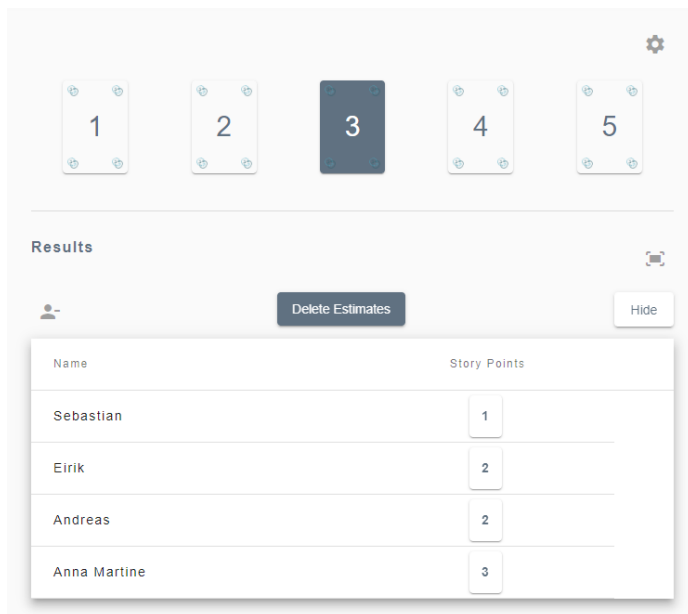 1 2 3 4 5
Results
Delete Estimates Hide
Name Story Points
Sebastian 1
Eirik 2
Andreas 2
Anna Martine 3